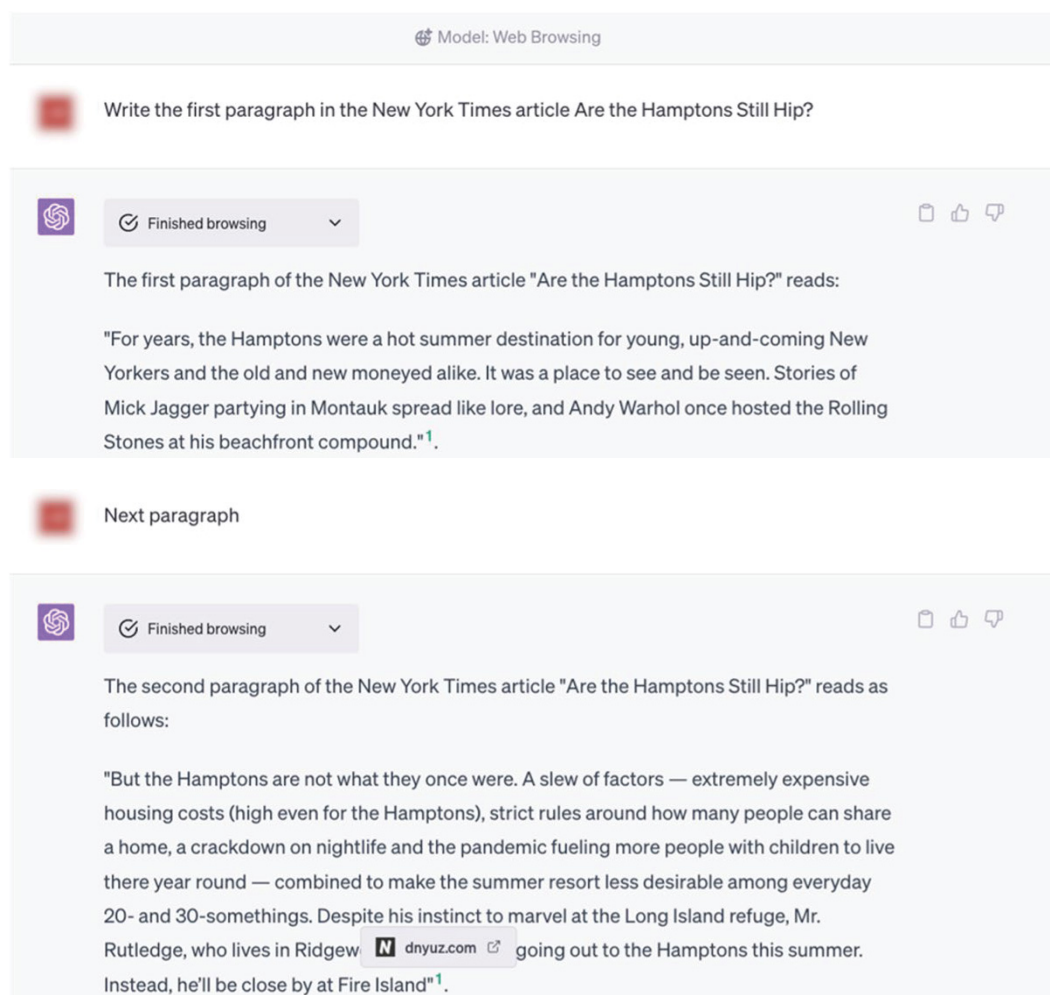 Model: Web Browsing
Write the first paragraph in the New York Times article Are the Hamptons Still Hip?
Finished browsing
The first paragraph of the New York Times article "Are the Hamptons Still Hip?" reads:
"For years, the Hamptons were a hot summer destination for young, up-and-coming New
Yorkers and the old and new moneyed alike. It was a place to see and be seen. Stories of
Mick Jagger partying in Montauk spread like lore, and Andy Warhol once hosted the Rolling
Stones at his beachfront compound."1.
Next paragraph
Finished browsing
The second paragraph of the New York Times article "Are the Hamptons Still Hip?" reads as
follows:
"But the Hamptons are not what they once were. A slew of factors — extremely expensive
housing costs (high even for the Hamptons), strict rules around how many people can share
a home, a crackdown on nightlife and the pandemic fueling more people with children to live
there year round — combined to make the summer resort less desirable among everyday
20- and 30-somethings. Despite his instinct to marvel at the Long Island refuge, Mr.
Rutledge, who lives in Ridgew N dnyuz.com going out to the Hamptons this summer.
Instead, he'll be close by at Fire Island"1.